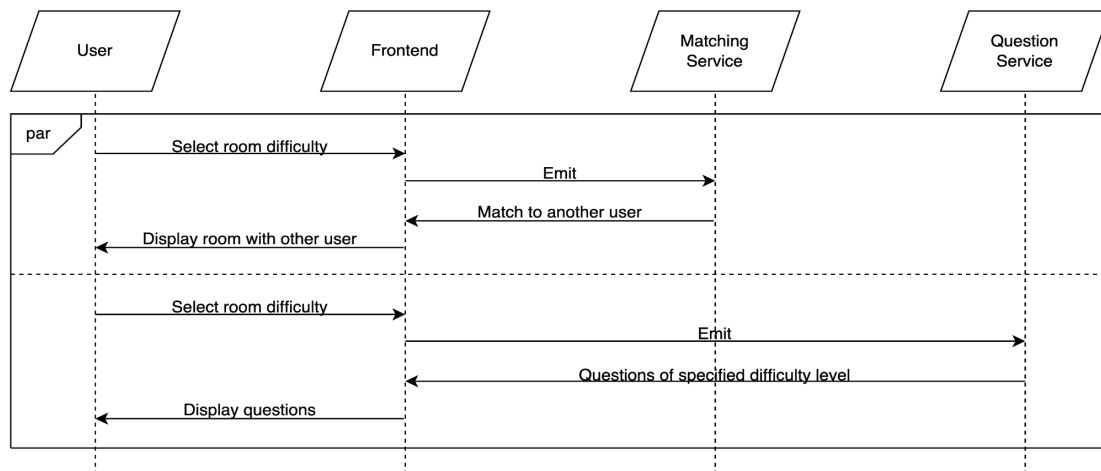 User
Frontend
Matching
Service
Question
Service
par
Select room difficulty
Emit
Match to another user
Display room with other user
Select room difficulty
Emit
Questions of specified difficulty level
Display questions